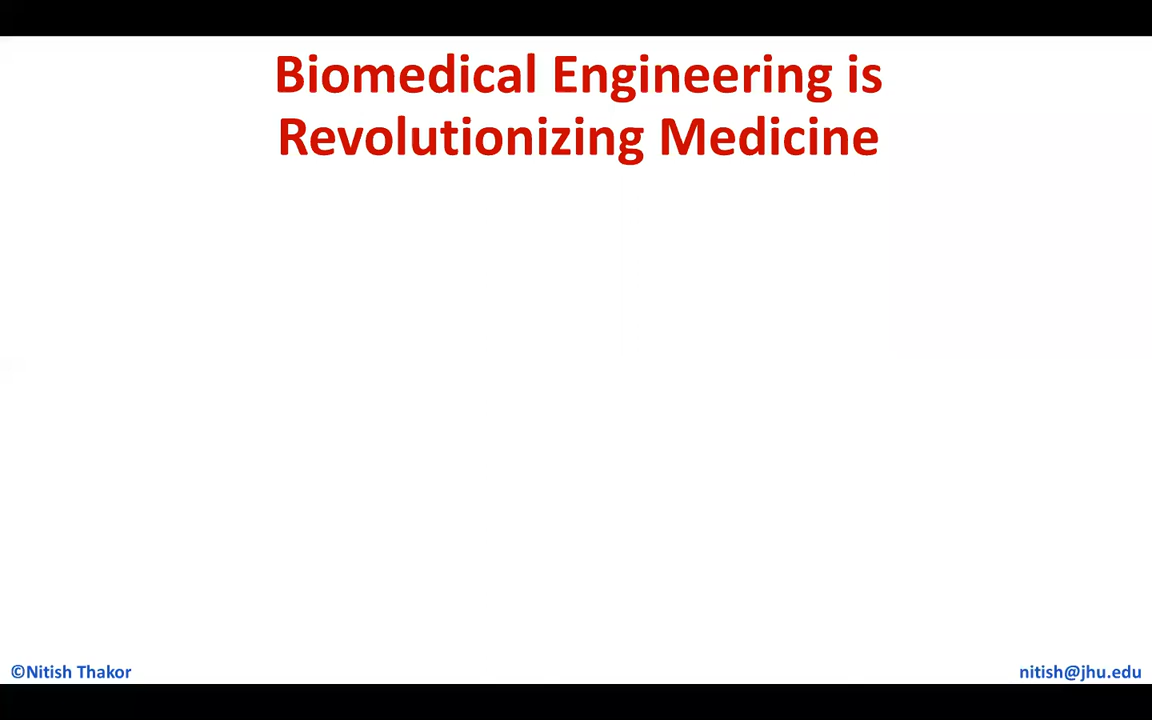 Biomedical Engineering is
Revolutionizing Medicine
©Nitish Thakor
nitish@jhu.edu